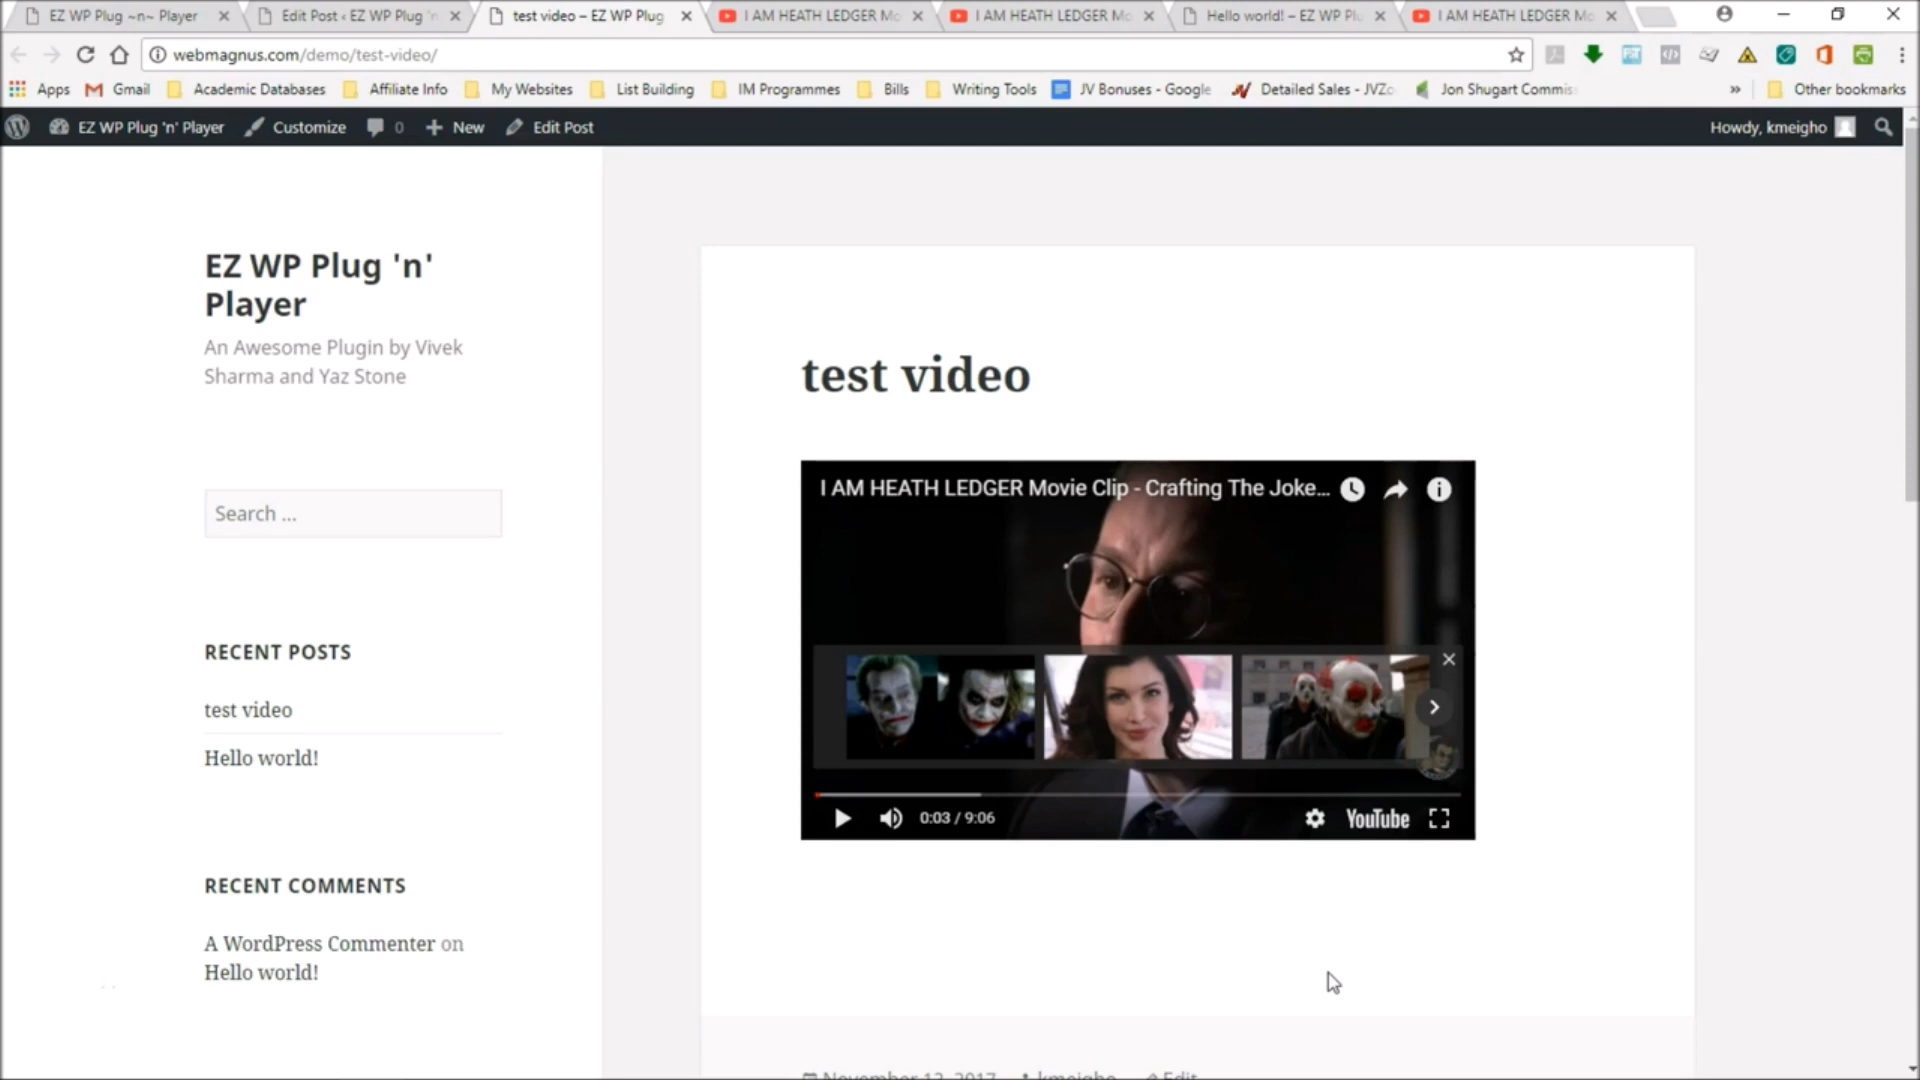 EZ WP Plug ~n~ Player
Edit Post ‹ EZ WP Plug 'n
test video – EZ WP Plug
I AM HEATH LEDGER Mo
I AM HEATH LEDGER Mo
Hello world! – EZ WP Plu
I AM HEATH LEDGER Mo
webmagnus.com/demo/test-video/
Apps
Gmail
Academic Databases
Affiliate Info
My Websites
List Building
IM Programmes
Bills
Writing Tools
JV Bonuses - Google
Detailed Sales - JVZo
Jon Shugart Commis
»
Other bookmarks
EZ WP Plug 'n' Player
Customize
0
New
Edit Post
Howdy, kmeigho
EZ WP Plug 'n'
Player
An Awesome Plugin by Vivek
Sharma and Yaz Stone
Search ...
RECENT POSTS
test video
Hello world!
RECENT COMMENTS
A WordPress Commenter on
Hello world!
test video
I AM HEATH LEDGER Movie Clip - Crafting The Joke...
0:03 / 9:06
YouTube
November 13, 2017
kmeigho
Edit